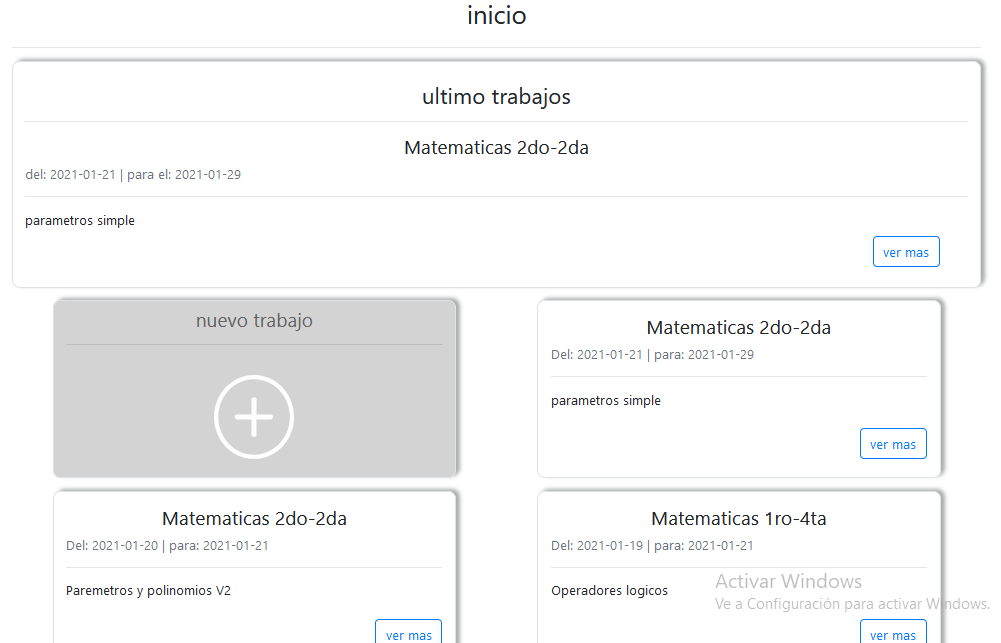 inicio
ultimo trabajos
Matematicas 2do-2da
del: 2021-01-21 | para el: 2021-01-29
parametros simple
ver mas
nuevo trabajo
Matematicas 2do-2da
Del: 2021-01-21 | para: 2021-01-29
parametros simple
ver mas
Matematicas 2do-2da
Del: 2021-01-20 | para: 2021-01-21
Paremetros y polinomios V2
ver mas
Matematicas 1ro-4ta
Del: 2021-01-19 | para: 2021-01-21
Operadores logicos
ver mas
Activar Windows
Ve a Configuración para activar Windows.